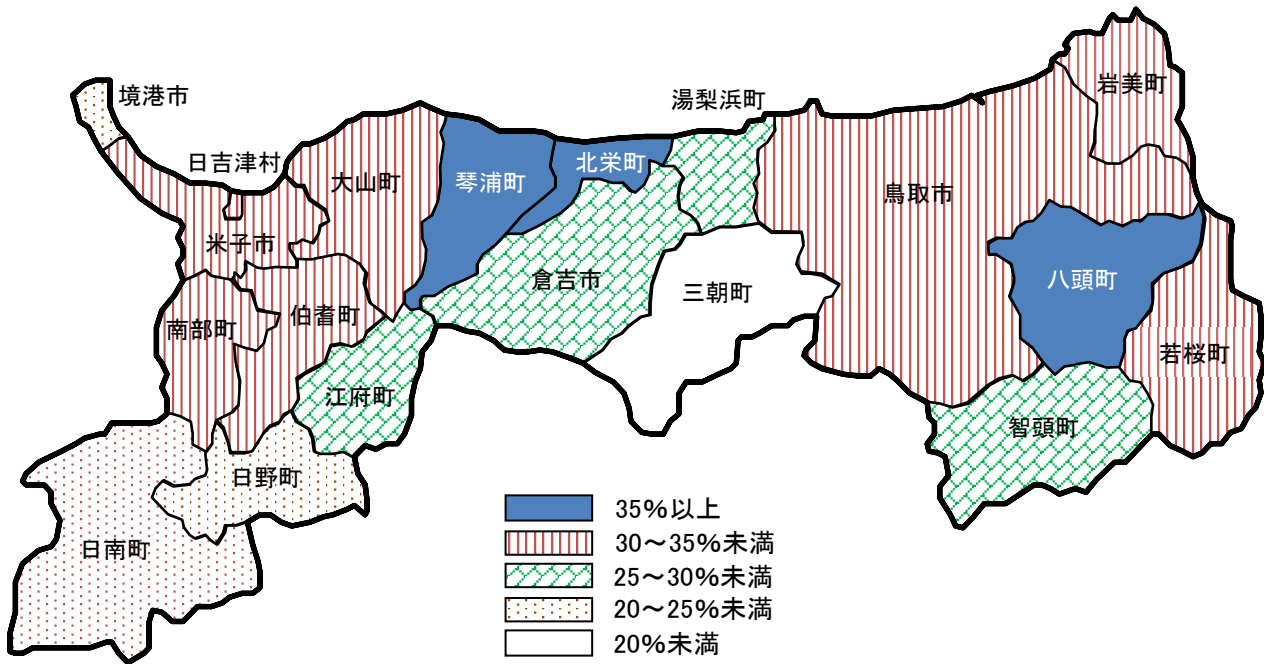 岩美町
境港市
湯梨浜町
日吉津村
北栄町
大山町
琴浦町
鳥取市
米子市
倉吉市
八頭町
三朝町
伯耆町
南部町
若桜町
江府町
智頭町
日野町
日南町
35%以上
30～35%未満
25～30%未満
20～25%未満
20%未満